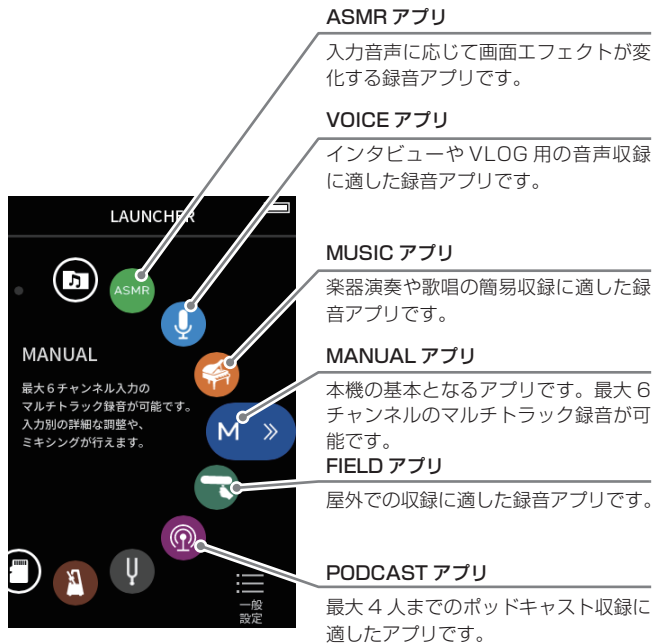 ASMR アプリ
入力音声に応じて画面エフェクトが変
化する録音アプリです。
VOICE アプリ
インタビューや VLOG 用の音声収録
に適した録音アプリです。
MUSIC アプリ
楽器演奏や歌唱の簡易収録に適した録
音アプリです。
MANUAL アプリ
本機の基本となるアプリです。最大 6
チャンネルのマルチトラック録音が可
能です。
FIELD アプリ
屋外での収録に適した録音アプリです。
PODCAST アプリ
最大 4 人までのポッドキャスト収録に
適したアプリです。
LAUNCHER
ASMR
MANUAL
最大6チャンネル入力の
マルチトラック録音が可能です。
入力別の詳細な調整や、
ミキシングが行えます。
M
一般
設定